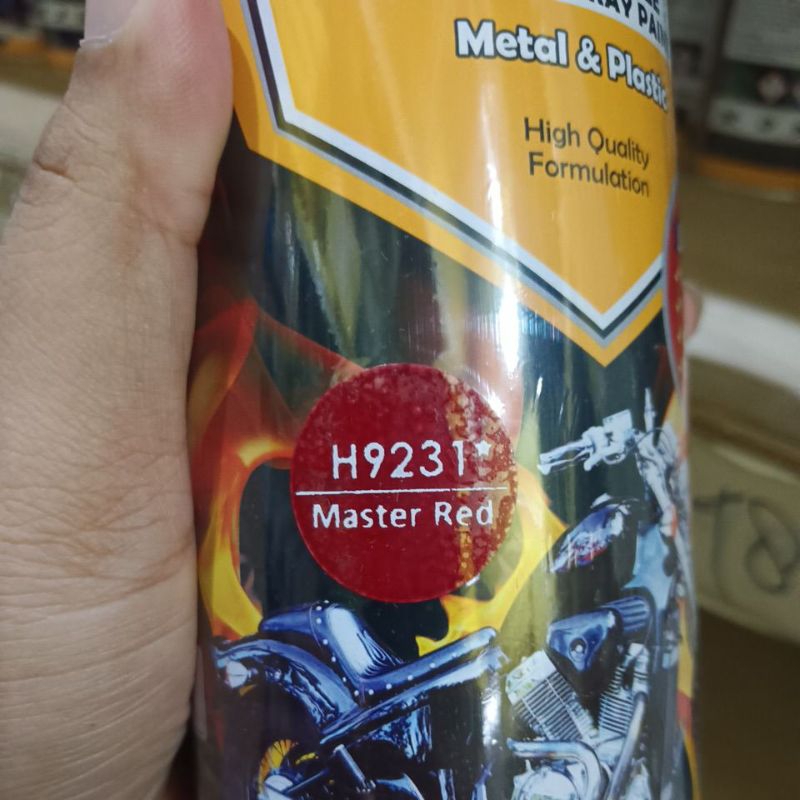 Metal & Plastic
High Quality
Formulation
H9231*
Master Red